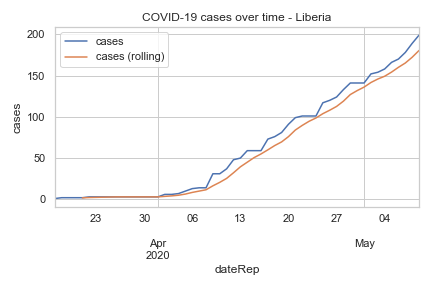 COVID-19 cases over time - Liberia
cases
cases (rolling)
200
150
100
50
0
cases
23 30 06 13 20 27 04
Apr May
2020
dateRep